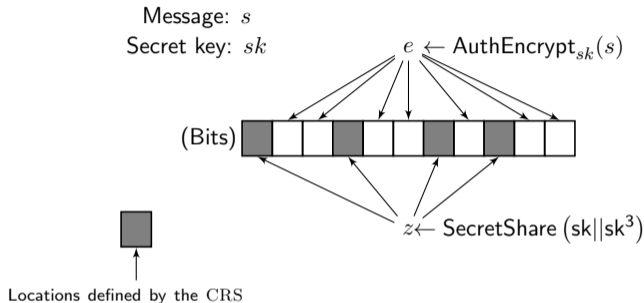 Message: s
Secret key: sk
e ← AuthEncrypt_sk(s)
(Bits)
z← SecretShare (sk||sk³)
Locations defined by the CRS